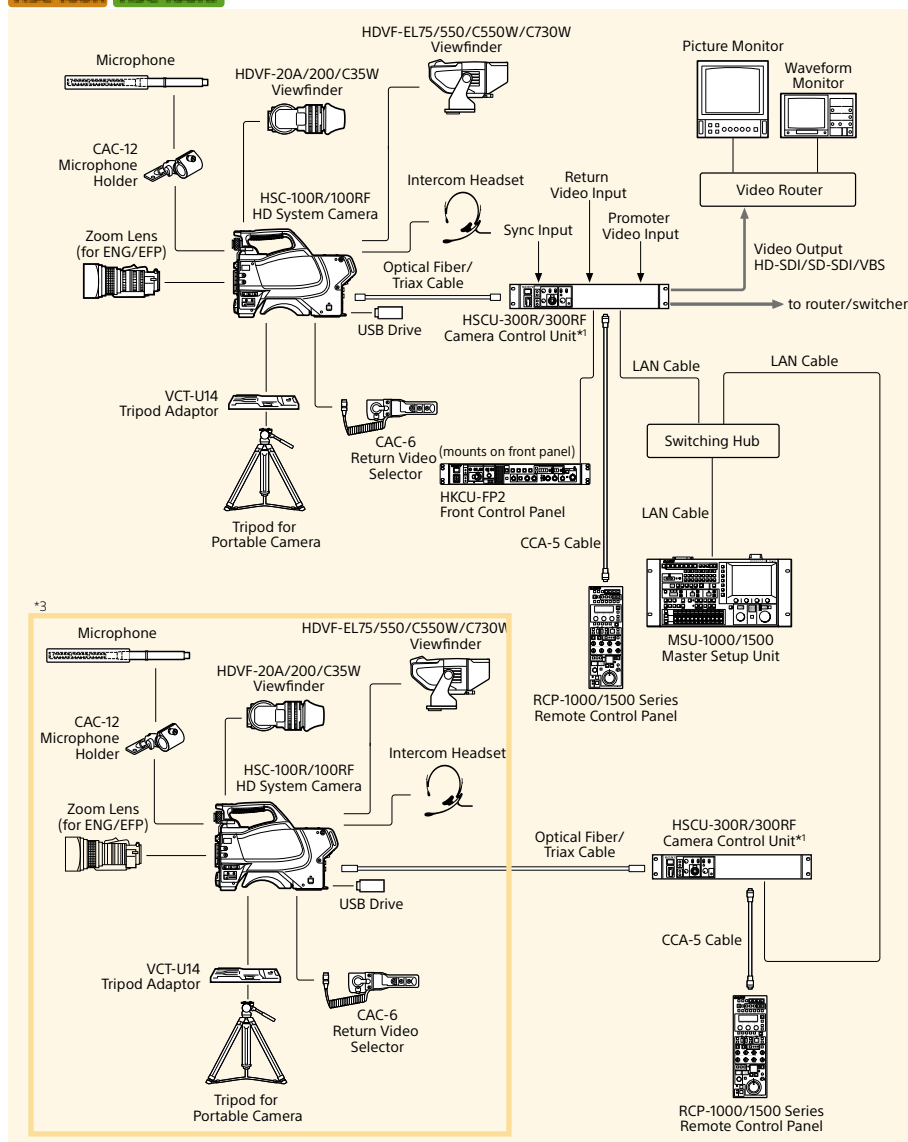 HDVF-EL75/550/C550W/C730W
Viewfinder
Microphone
HDVF-20A/200/C35W
Viewfinder
Picture Monitor
Waveform
Monitor
CAC-12
Microphone
Holder
HSC-100R/100RF
HD System Camera
Intercom Headset
Return
Video Input
Sync Input
Promoter
Video Input
Video Router
Zoom Lens
(for ENG/EFP)
Optical Fiber/
Triax Cable
Video Output
HD-SDI/SD-SDI/VBS
to router/switcher
USB Drive
HSCU-300R/300RF
Camera Control Unit*1
LAN Cable
LAN Cable
VCT-U14
Tripod Adaptor
CAC-6
Return Video
Selector
(mounts on front panel)
HKCU-FP2
Front Control Panel
Switching Hub
LAN Cable
Tripod for
Portable Camera
CCA-5 Cable
MSU-1000/1500
Master Setup Unit
RCP-1000/1500 Series
Remote Control Panel
*3
HDVF-EL75/550/C550W/C730W
Viewfinder
Microphone
HDVF-20A/200/C35W
Viewfinder
CAC-12
Microphone
Holder
HSC-100R/100RF
HD System Camera
Intercom Headset
Zoom Lens
(for ENG/EFP)
Optical Fiber/
Triax Cable
HSCU-300R/300RF
Camera Control Unit*1
USB Drive
CCA-5 Cable
VCT-U14
Tripod Adaptor
CAC-6
Return Video
Selector
Tripod for
Portable Camera
RCP-1000/1500 Series
Remote Control Panel